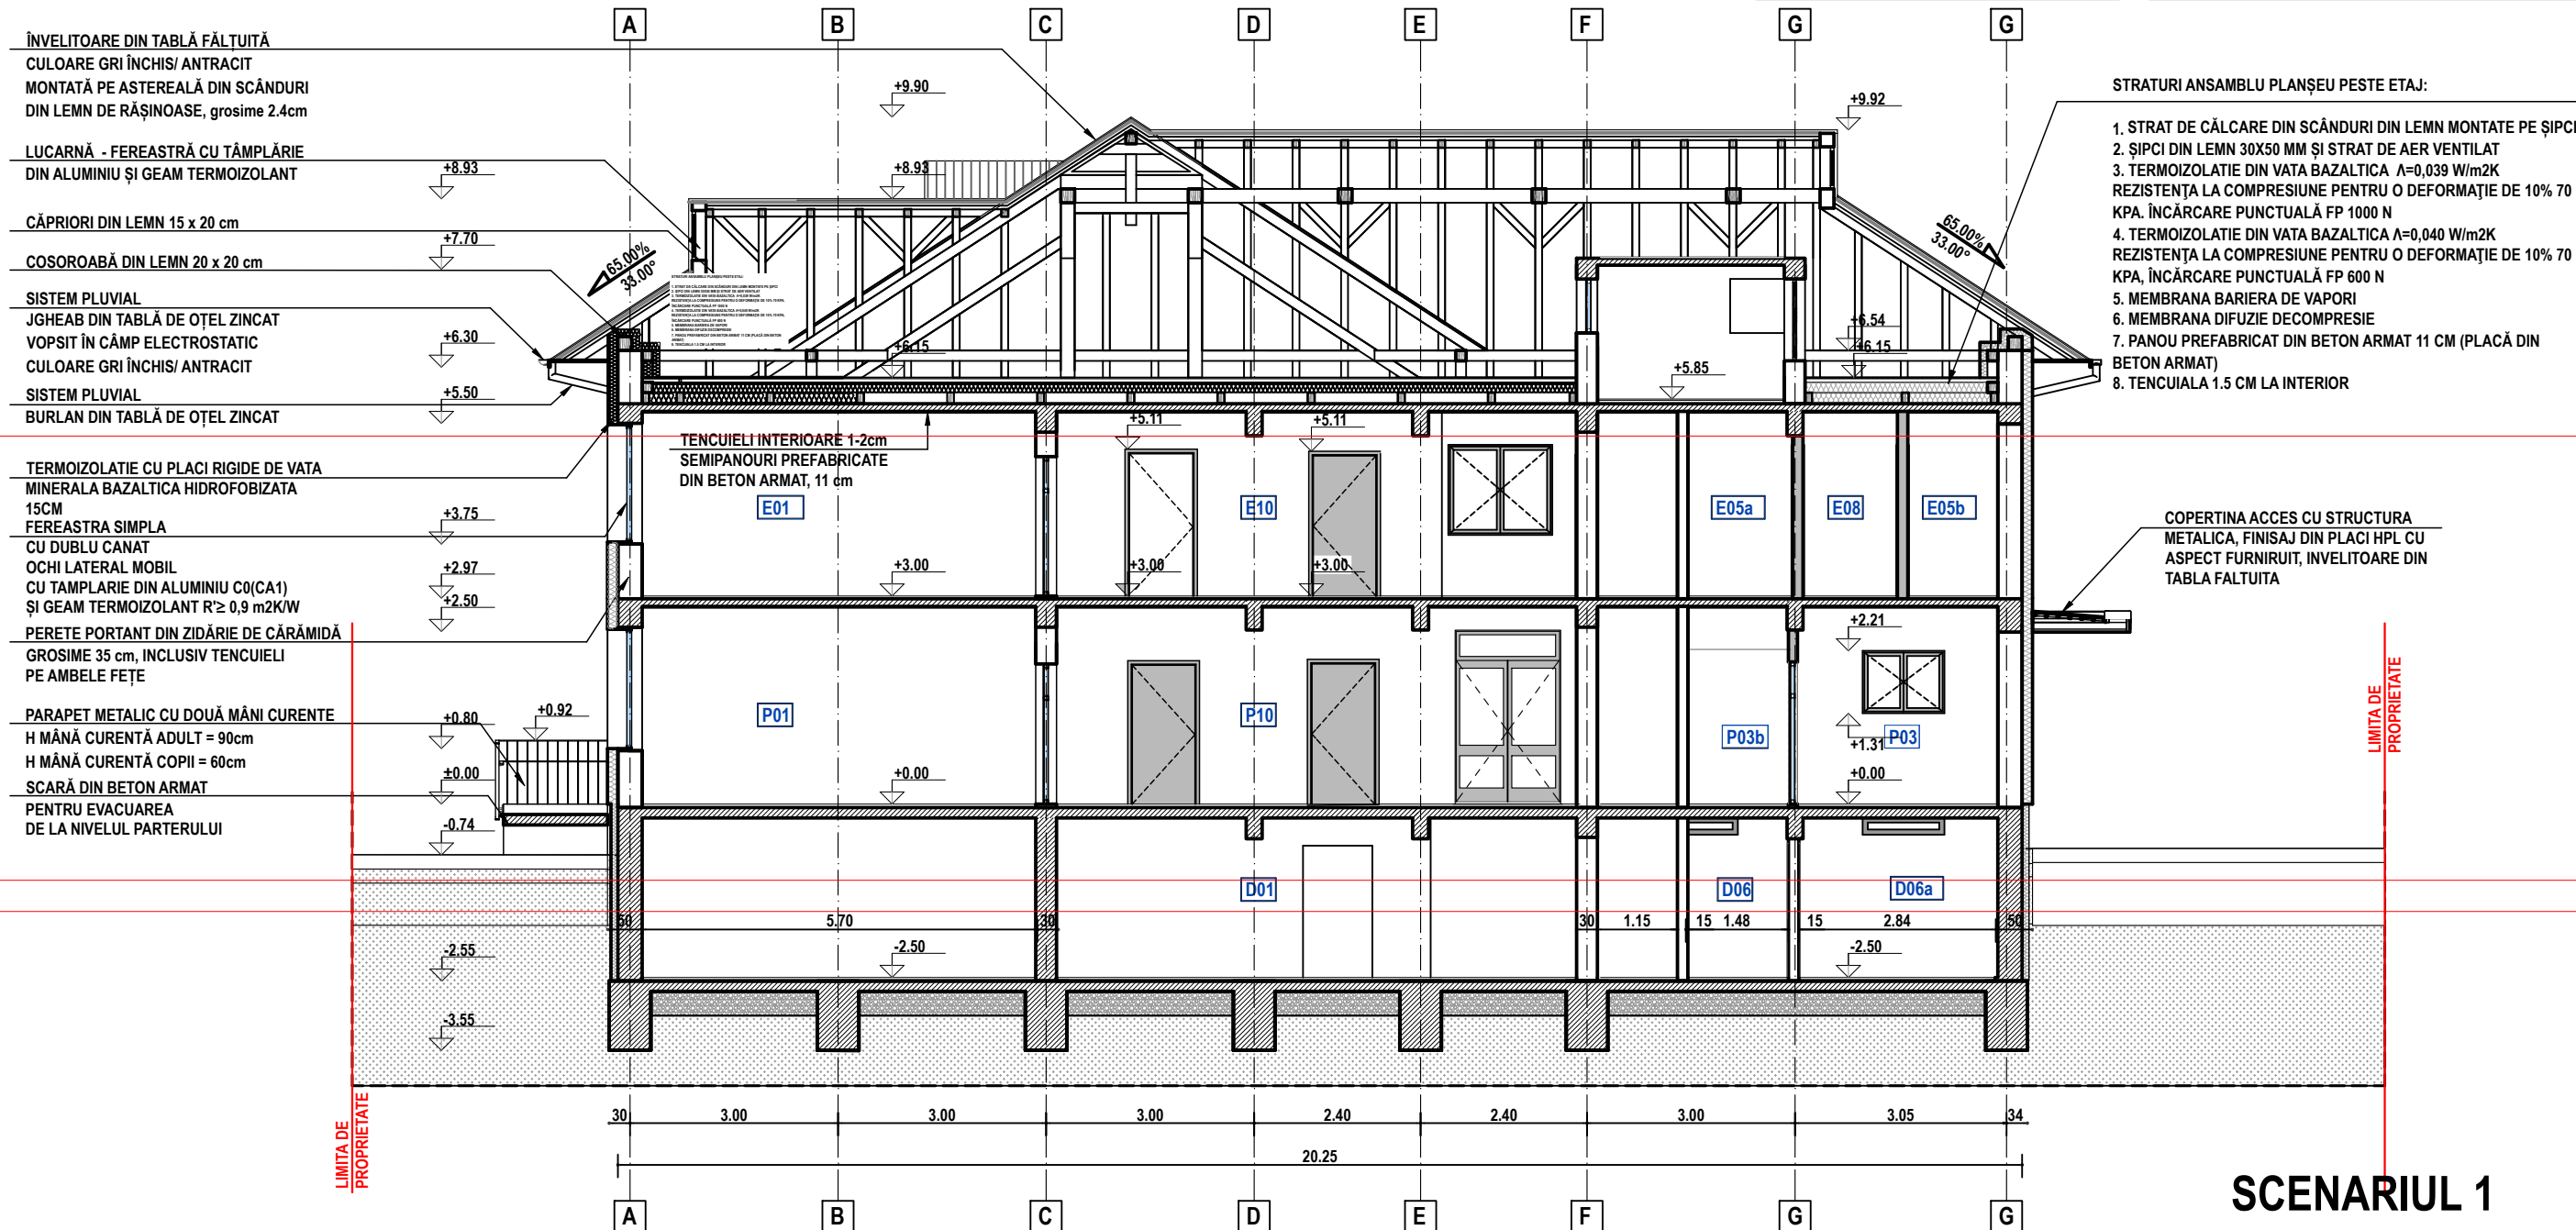 A B C D E F G G
ÎNVELITOARE DIN TABLĂ FĂLȚUITĂ
CULOARE GRI ÎNCHIS/ ANTRACIT
MONTATĂ PE ASTEREALĂ DIN SCÂNDURI
DIN LEMN DE RĂȘINOASE, grosime 2.4cm
LUCARNĂ - FEREASTRĂ CU TÂMPLĂRIE
DIN ALUMINIU ȘI GEAM TERMOIZOLANT
CĂPRIORI DIN LEMN 15 x 20 cm
COSOROABĂ DIN LEMN 20 x 20 cm
SISTEM PLUVIAL
JGHEAB DIN TABLĂ DE OȚEL ZINCAT
VOPSIT ÎN CÂMP ELECTROSTATIC
CULOARE GRI ÎNCHIS/ ANTRACIT
SISTEM PLUVIAL
BURLAN DIN TABLĂ DE OȚEL ZINCAT
TERMOIZOLATIE CU PLACI RIGIDE DE VATA
MINERALA BAZALTICA HIDROFOBIZATA
15CM
FEREASTRA SIMPLA
CU DUBLU CANAT
OCHI LATERAL MOBIL
CU TAMPLARIE DIN ALUMINIU C0(CA1)
ȘI GEAM TERMOIZOLANT R'≥ 0,9 m2K/W
PERETE PORTANT DIN ZIDĂRIE DE CĂRĂMIDĂ
GROSIME 35 cm, INCLUSIV TENCUIELI
PE AMBELE FEȚE
PARAPET METALIC CU DOUĂ MÂNI CURENTE
H MÂNĂ CURENTĂ ADULT = 90cm
H MÂNĂ CURENTĂ COPII = 60cm
SCARĂ DIN BETON ARMAT
PENTRU EVACUAREA
DE LA NIVELUL PARTERULUI
+8.93
+7.70
+6.30
+5.50
+3.75
+2.97
+2.50
+0.80
±0.00
-0.74
-2.55
-3.55
+0.92
+9.90
+8.93
+9.92
65.00%
33.00°
65.00%
33.00°
+6.15
+5.85
+6.54
+6.15
TENCUIELI INTERIOARE 1-2cm
SEMIPANOURI PREFABRICATE
DIN BETON ARMAT, 11 cm
+5.11 +5.11
E01 E10 E05a E08 E05b
+3.00 +3.00 +3.00
+2.21
P01 P10 P03b P03
+1.31
+0.00 +0.00
D01 D06 D06a
50 5.70 30 30 1.15 15 1.48 15 2.84 50
-2.50 -2.50
STRATURI ANSAMBLU PLANȘEU PESTE ETAJ:
1. STRAT DE CĂLCARE DIN SCÂNDURI DIN LEMN MONTATE PE ȘIPCI
2. ȘIPCI DIN LEMN 30X50 MM ȘI STRAT DE AER VENTILAT
3. TERMOIZOLATIE DIN VATA BAZALTICA Λ=0,039 W/m2K
REZISTENȚA LA COMPRESIUNE PENTRU O DEFORMAȚIE DE 10% 70
KPA. ÎNCĂRCARE PUNCTUALĂ FP 1000 N
4. TERMOIZOLATIE DIN VATA BAZALTICA Λ=0,040 W/m2K
REZISTENȚA LA COMPRESIUNE PENTRU O DEFORMAȚIE DE 10% 70
KPA, ÎNCĂRCARE PUNCTUALĂ FP 600 N
5. MEMBRANA BARIERA DE VAPORI
6. MEMBRANA DIFUZIE DECOMPRESIE
7. PANOU PREFABRICAT DIN BETON ARMAT 11 CM (PLACĂ DIN
BETON ARMAT)
8. TENCUIALA 1.5 CM LA INTERIOR
COPERTINA ACCES CU STRUCTURA
METALICA, FINISAJ DIN PLACI HPL CU
ASPECT FURNIRUIT, INVELITOARE DIN
TABLA FALTUITA
LIMITA DE
PROPRIETATE
LIMITA DE
PROPRIETATE
30 3.00 3.00 3.00 2.40 2.40 3.00 3.05 34
20.25
A B C D E F G G
SCENARIUL 1